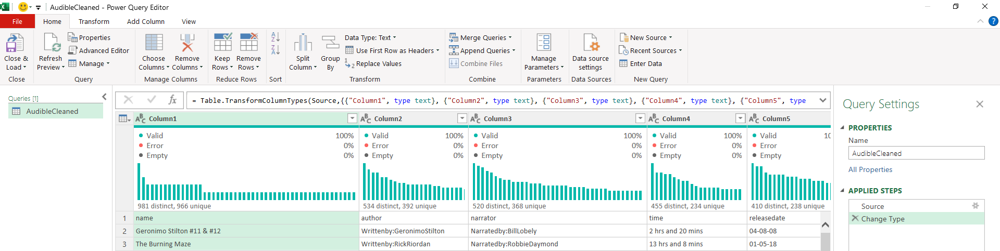 AudibleCleaned - Power Query Editor
File Home Transform Add Column View
Close & Load
Close
Refresh Preview
Properties
Advanced Editor
Manage
Query
Choose Columns
Remove Columns
Manage Columns
Keep Rows
Remove Rows
Reduce Rows
Sort
Split Column
Group By
Data Type: Text
Use First Row as Headers
Replace Values
Transform
Merge Queries
Append Queries
Combine Files
Combine
Manage Parameters
Parameters
Data source settings
Data Sources
New Source
Recent Sources
Enter Data
New Query
Queries [1]
AudibleCleaned
fx
= Table.TransformColumnTypes(Source,{{"Column1", type text}, {"Column2", type text}, {"Column3", type text}, {"Column4", type text}, {"Column5", type
Column1 Column2 Column3 Column4 Column5
Valid 100% Valid 100% Valid 100% Valid 100% Valid
Error 0% Error 0% Error 0% Error 0% Error
Empty 0% Empty 0% Empty 0% Empty 0% Empty
981 distinct, 966 unique 534 distinct, 392 unique 520 distinct, 368 unique 455 distinct, 234 unique 410 distinct, 238 unique
1 name author narrator time releasedate
2 Geronimo Stilton #11 & #12 Writtenby:GeronimoStilton Narratedby:BillLobely 2 hrs and 20 mins 04-08-08
3 The Burning Maze Writtenby:RickRiordan Narratedby:RobbieDaymond 13 hrs and 8 mins 01-05-18
Query Settings
PROPERTIES
Name
AudibleCleaned
All Properties
APPLIED STEPS
Source
Change Type